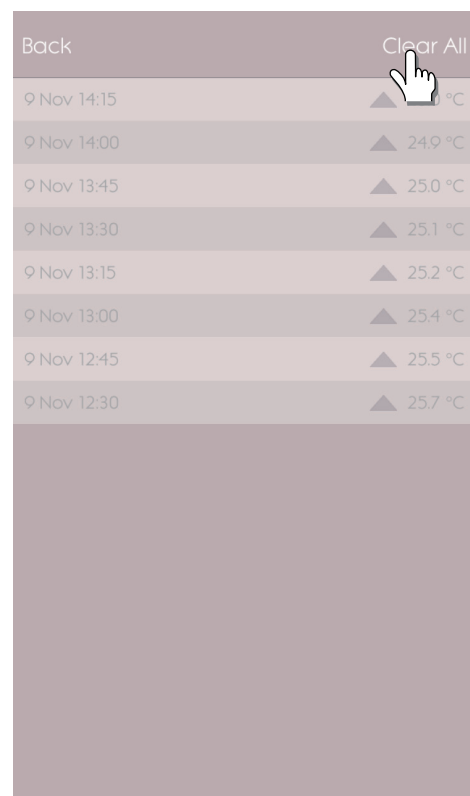 Back Clear All
9 Nov 14:15 °C
9 Nov 14:00 24.9 °C
9 Nov 13:45 25.0 °C
9 Nov 13:30 25.1 °C
9 Nov 13:15 25.2 °C
9 Nov 13:00 25.4 °C
9 Nov 12:45 25.5 °C
9 Nov 12:30 25.7 °C